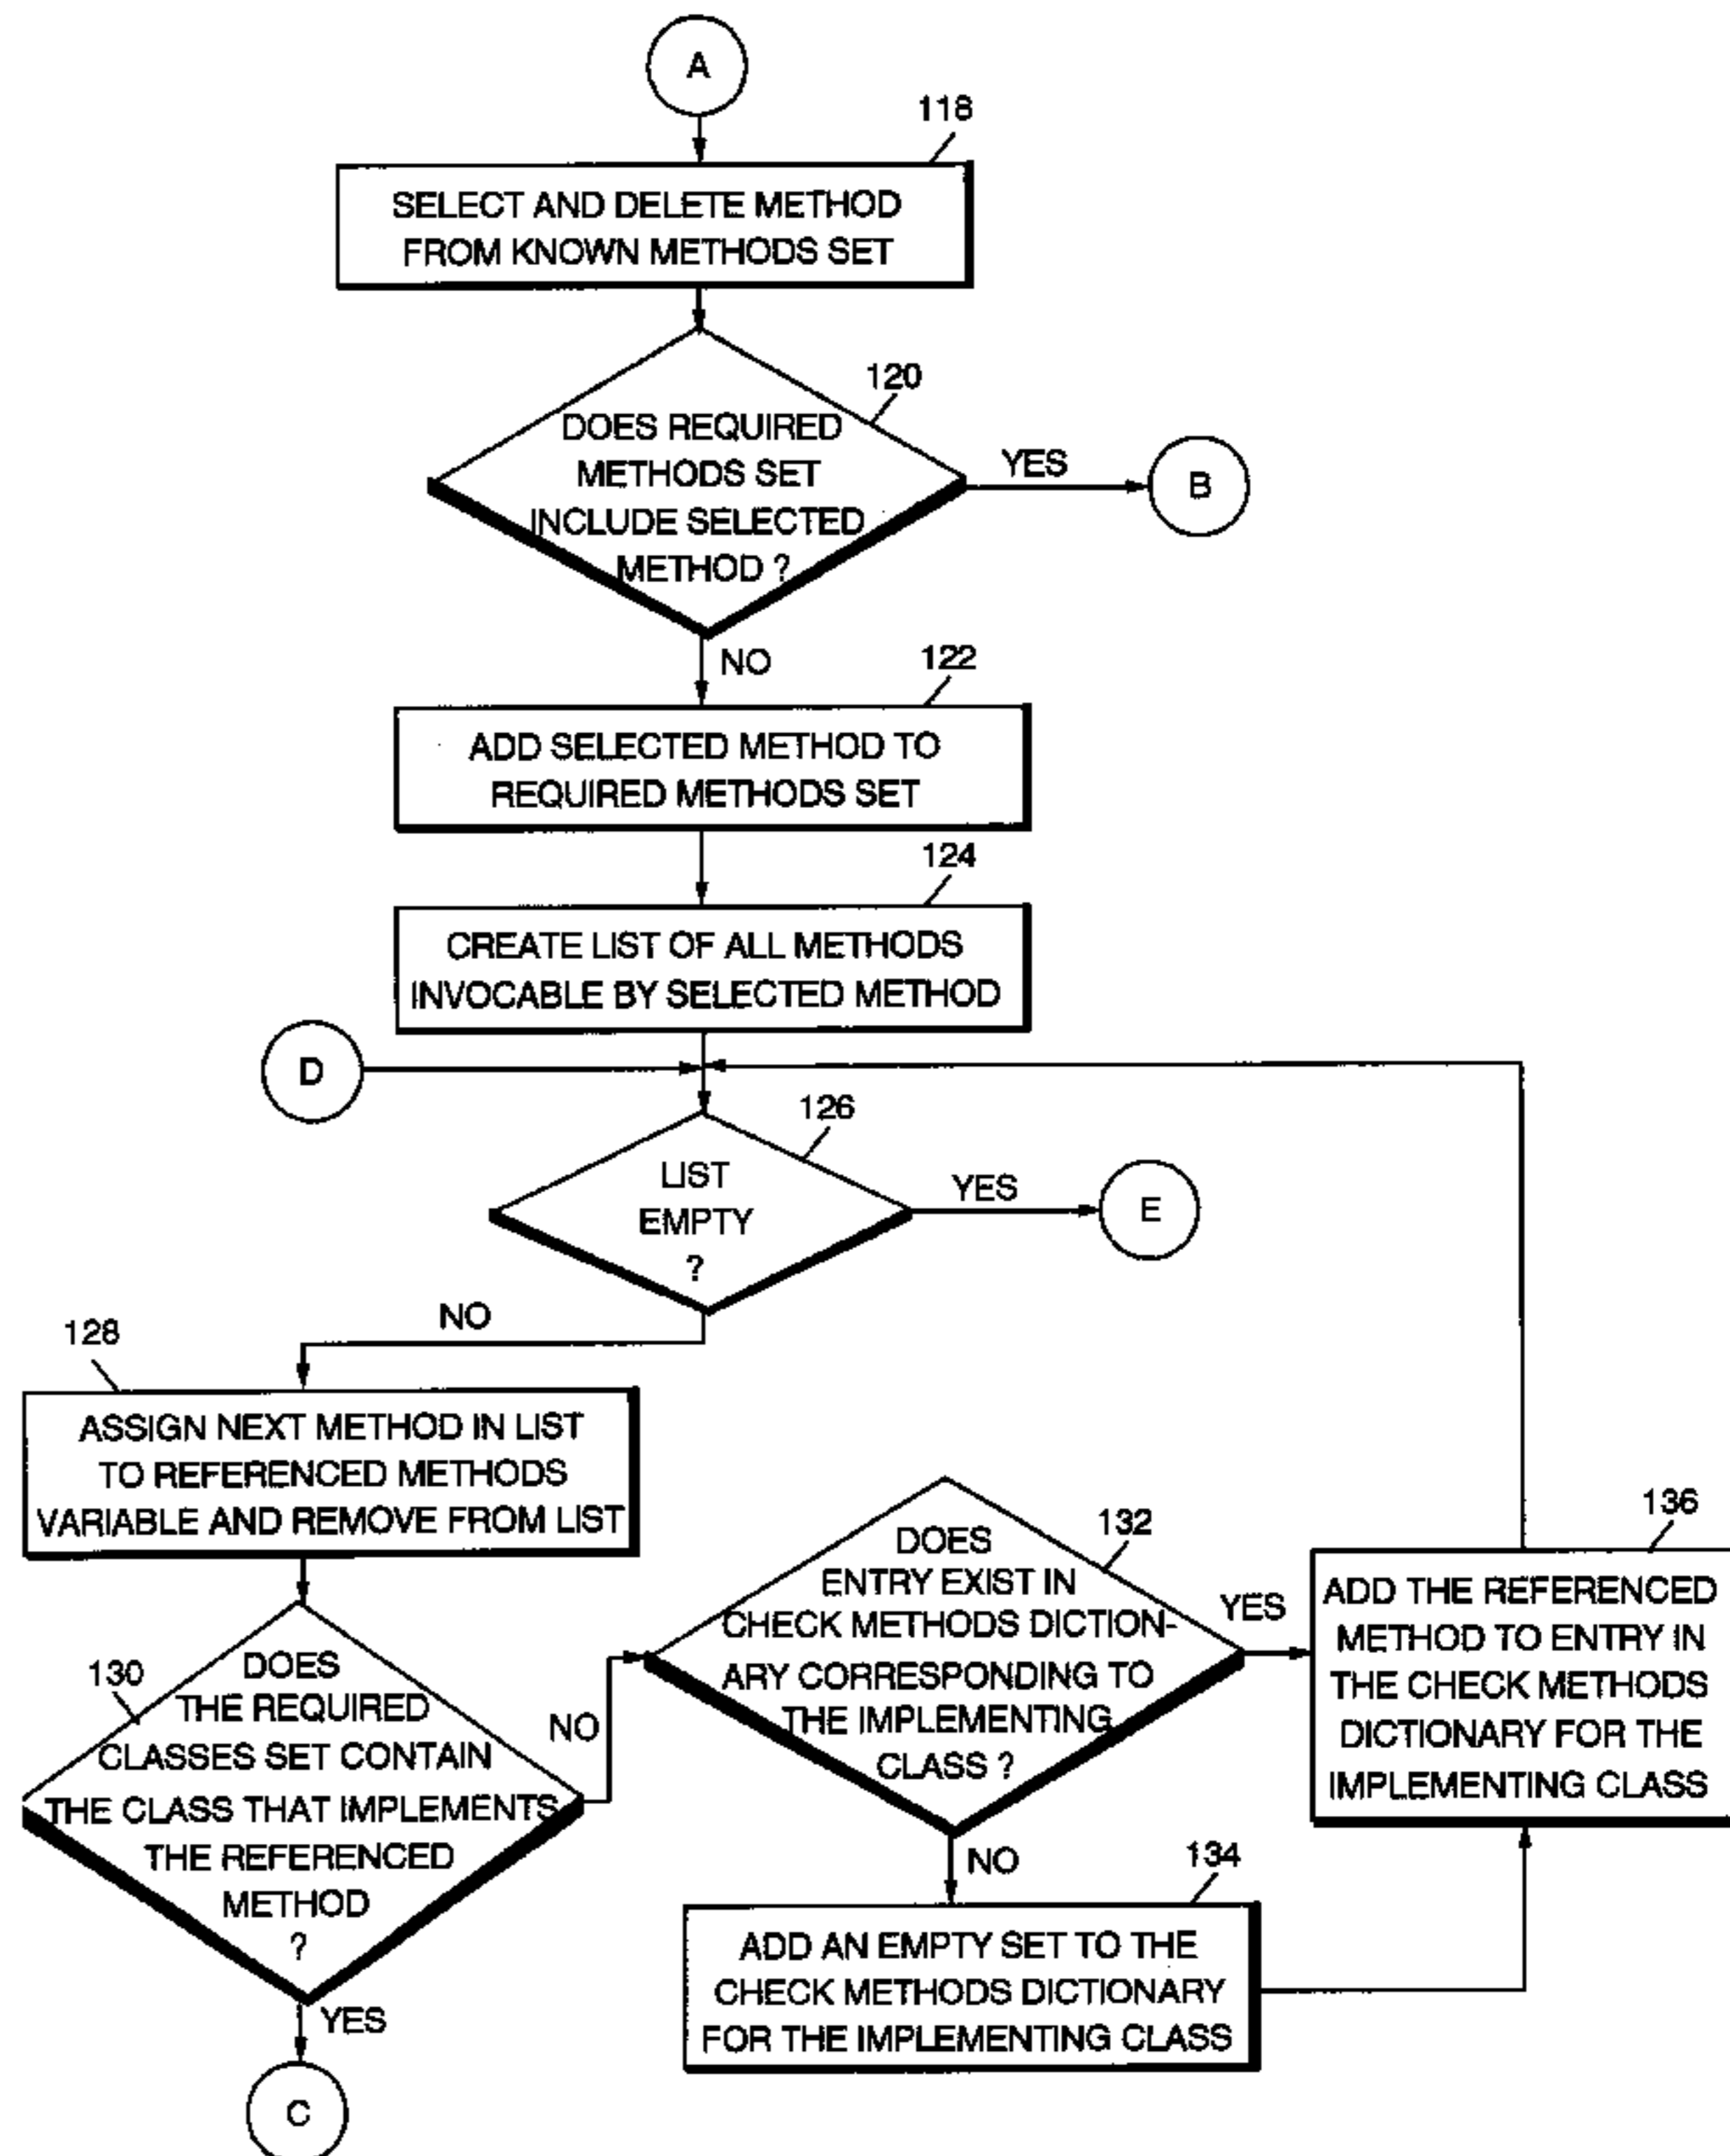 A
118
SELECT AND DELETE METHOD
FROM KNOWN METHODS SET
120
DOES REQUIRED
METHODS SET
INCLUDE SELECTED
METHOD ?
YES
B
NO
122
ADD SELECTED METHOD TO
REQUIRED METHODS SET
124
CREATE LIST OF ALL METHODS
INVOCABLE BY SELECTED METHOD
D
126
LIST
EMPTY
?
YES
E
NO
128
ASSIGN NEXT METHOD IN LIST
TO REFERENCED METHODS
VARIABLE AND REMOVE FROM LIST
130
DOES
THE REQUIRED
CLASSES SET CONTAIN
THE CLASS THAT IMPLEMENTS
THE REFERENCED
METHOD
?
NO
YES
C
132
DOES
ENTRY EXIST IN
CHECK METHODS DICTION-
ARY CORRESPONDING TO
THE IMPLEMENTING
CLASS ?
YES
NO
134
ADD AN EMPTY SET TO THE
CHECK METHODS DICTIONARY
FOR THE IMPLEMENTING CLASS
136
ADD THE REFERENCED
METHOD TO ENTRY IN
THE CHECK METHODS
DICTIONARY FOR THE
IMPLEMENTING CLASS